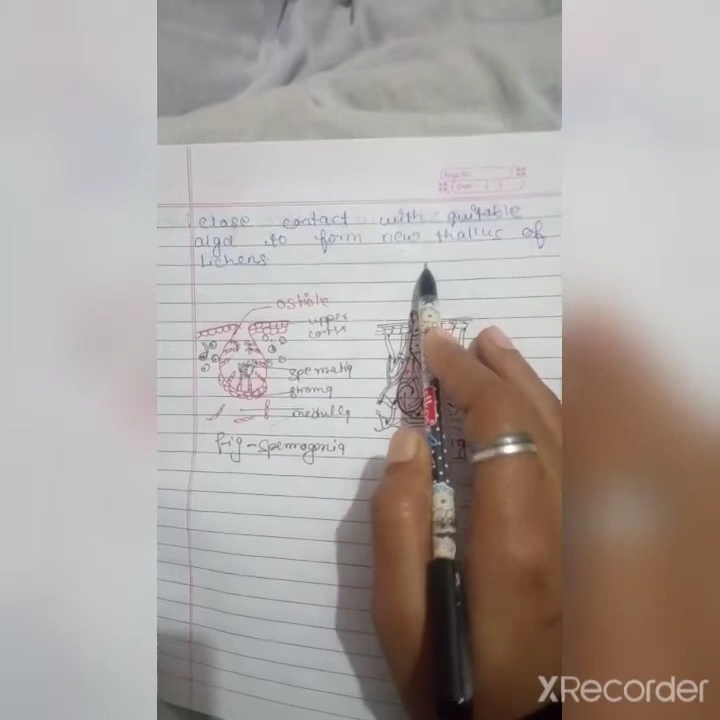 close contact with suitable
alga to form new thallus of
lichens
ostiole
upper
cortex
spermatia
stroma
medulla
fig - Spermogonia
XRecorder